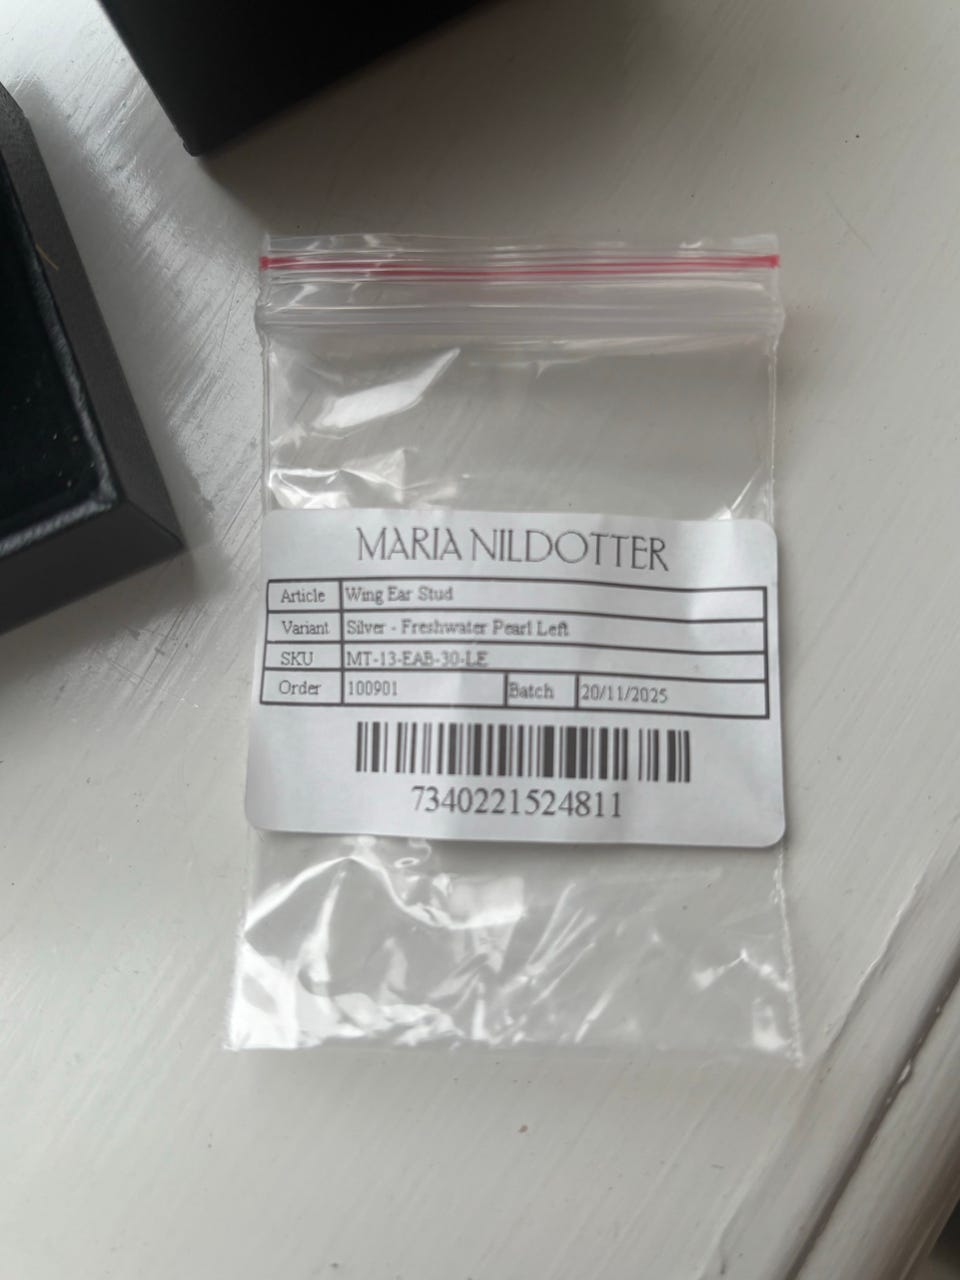 MARIA NILDOTTER
Article Wing Ear Stud
Variant Silver - Freshwater Pearl Left
SKU MT-13-EAB-30-LE
Order 100901 Batch 20/11/2025
7340221524811